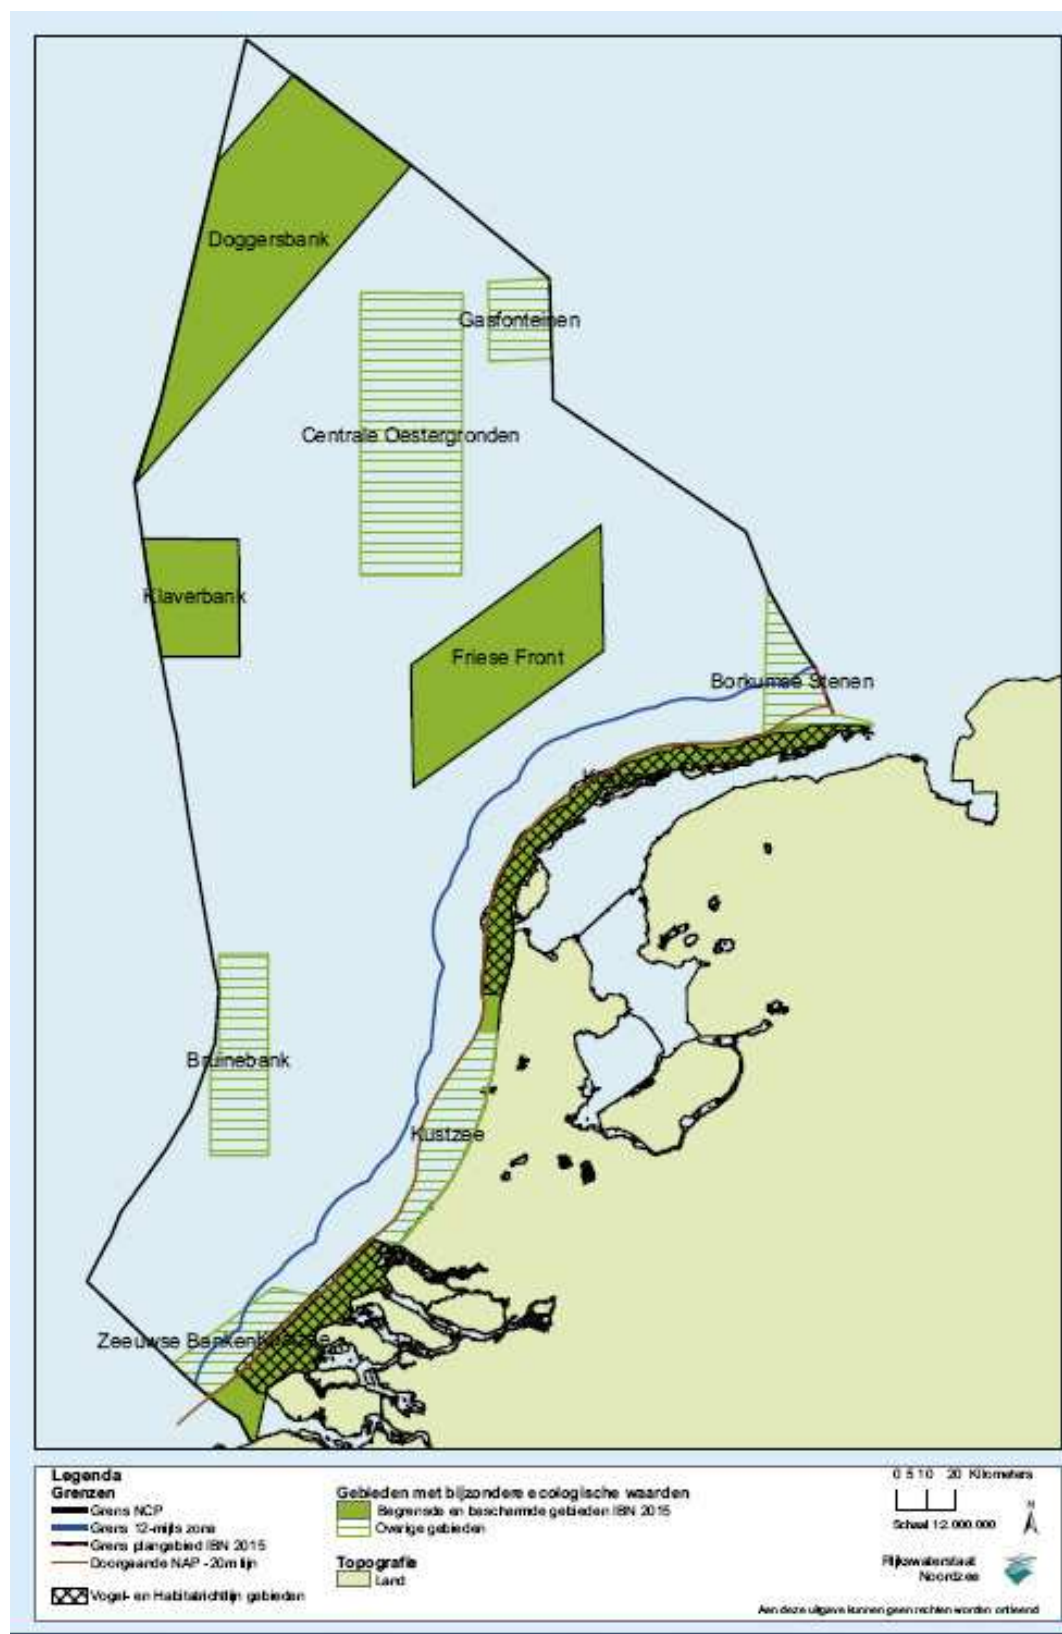 Doggersbank
Gasfonteinen
Centrale Oestergronden
Klaverbank
Friese Front
Borkumse Stenen
Bruinebank
Kustzee
Zeeuwse Banken
Legenda
Grenzen
Grens NCP
Grens 12-mijls zone
Grens plangebied IBN 2015
Doorgaande NAP -20m lijn
Vogel- en Habitatrichtlijn gebieden
Gebieden met bijzondere ecologische waarden
Begrensde en beschermde gebieden IBN 2015
Overige gebieden
Topografie
Land
0 5 10 20 Kilometers
N
Schaal 1:2.000.000
Rijkswaterstaat
Noordzee
Aan deze uitgave kunnen geen rechten worden ontleend